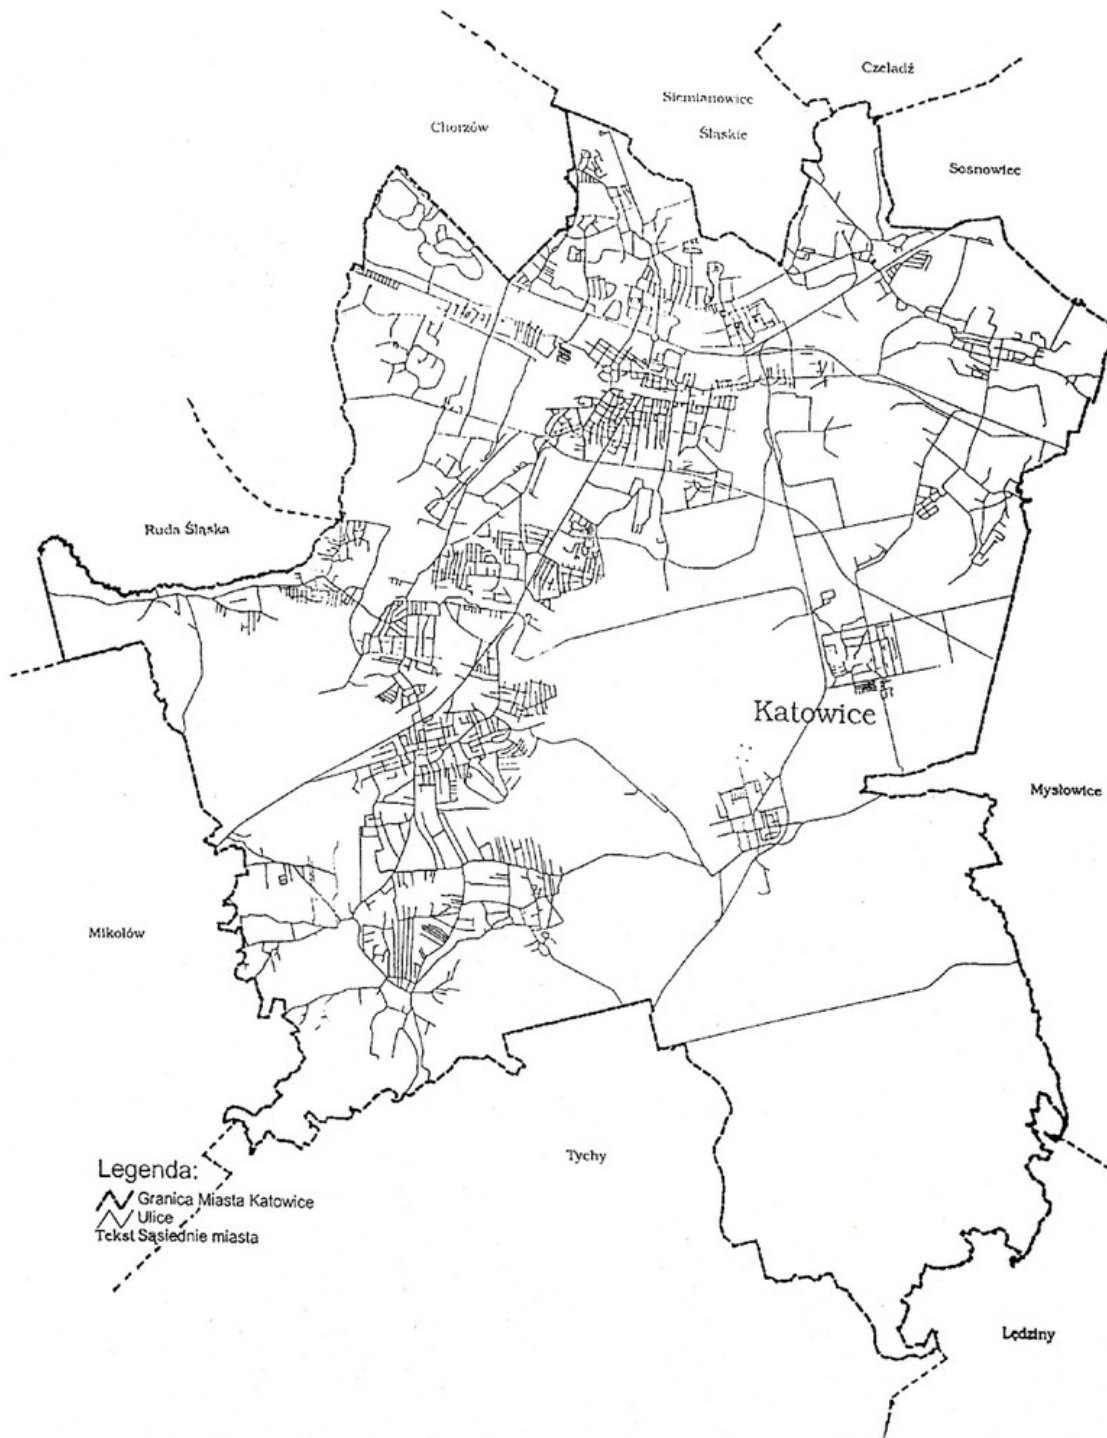 Czeladź
Siemianowice
Śląskie
Chorzów
Sosnowiec
Ruda Śląska
Katowice
Mysłowice
Mikołów
Tychy
Legenda:
Granica Miasta Katowice
Ulice
Tekst Sąsiednie miasta
Lędziny